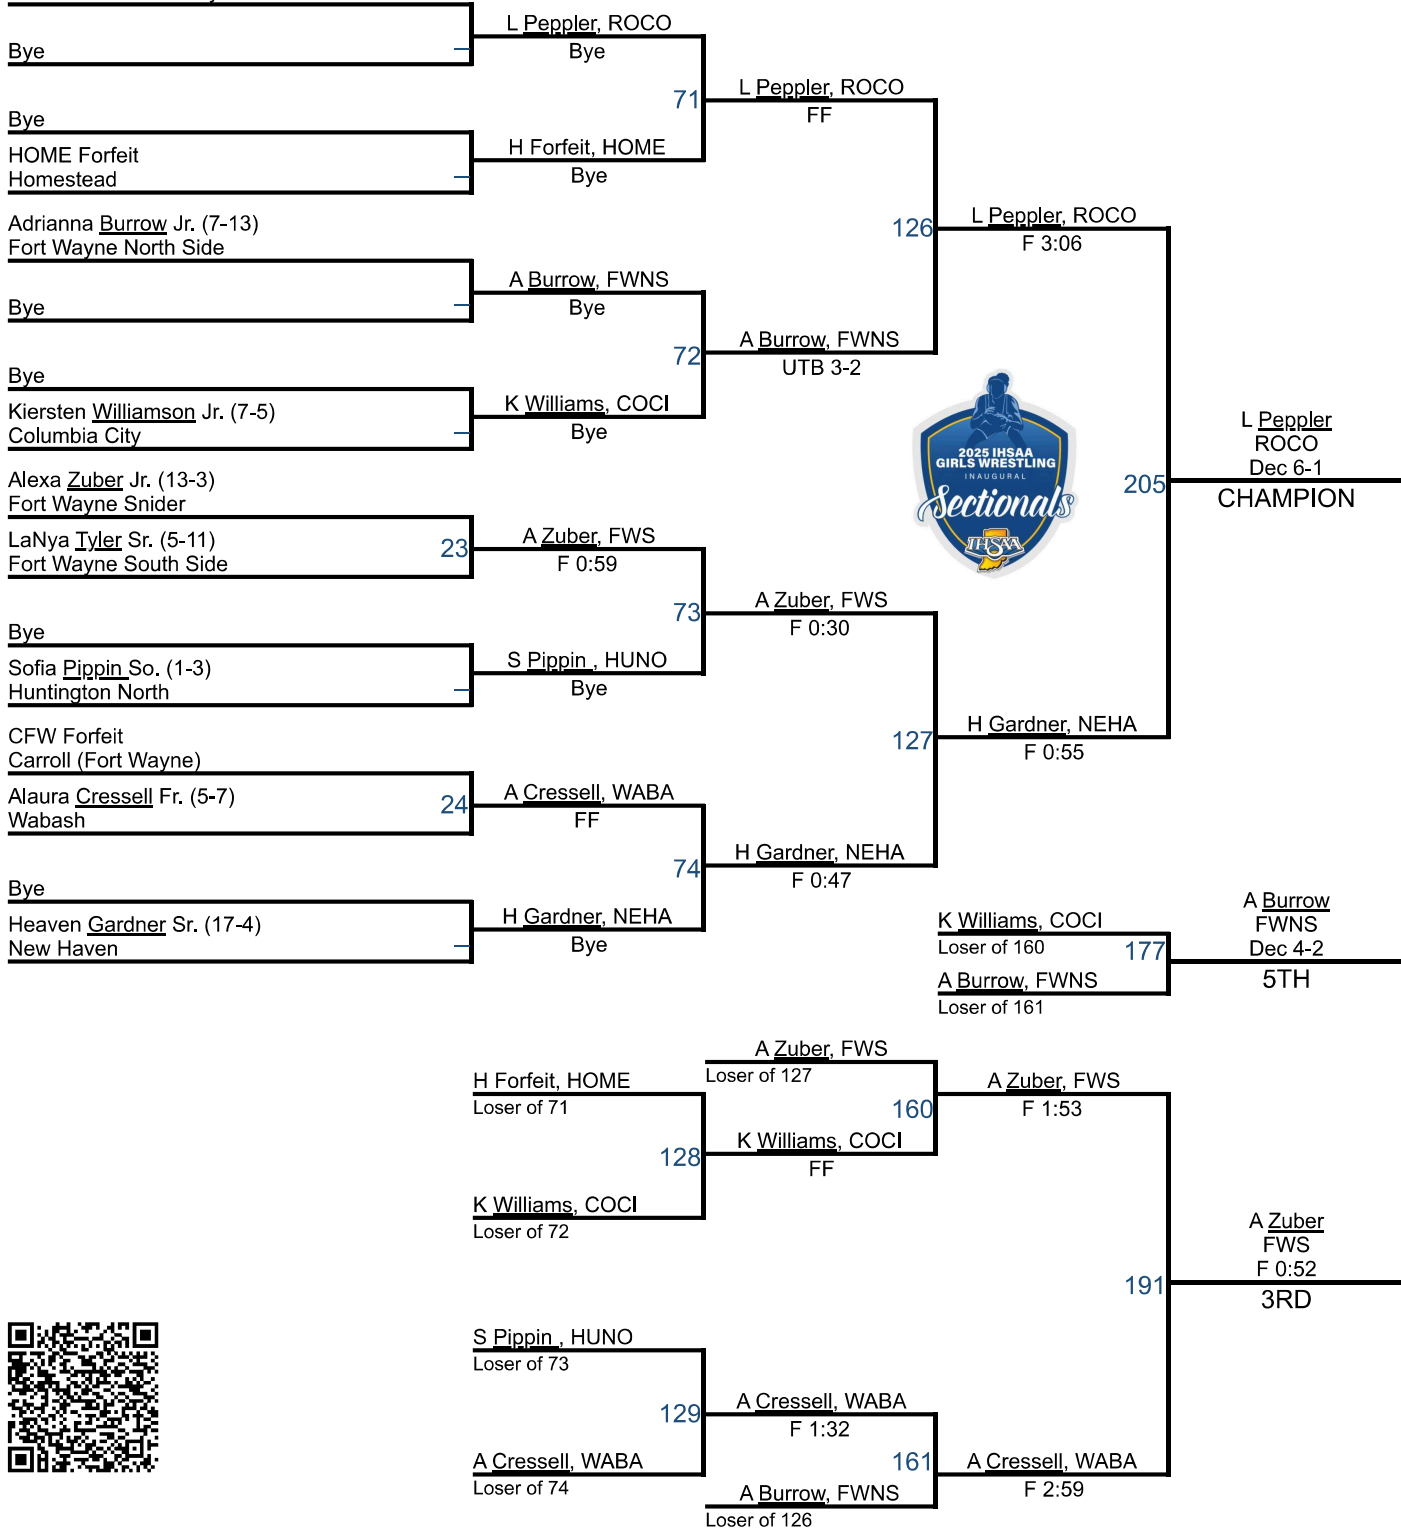 Bye
Bye
HOME Forfeit
Homestead
Adrianna Burrow Jr. (7-13)
Fort Wayne North Side
Bye
Bye
Kiersten Williamson Jr. (7-5)
Columbia City
Alexa Zuber Jr. (13-3)
Fort Wayne Snider
LaNya Tyler Sr. (5-11)
Fort Wayne South Side
23
Bye
Sofia Pippin So. (1-3)
Huntington North
CFW Forfeit
Carroll (Fort Wayne)
Alaura Cressell Fr. (5-7)
Wabash
24
Bye
Heaven Gardner Sr. (17-4)
New Haven
L Peppler, ROCO
Bye
71
H Forfeit, HOME
Bye
A Burrow, FWNS
Bye
72
K Williams, COCI
Bye
A Zuber, FWS
F 0:59
73
S Pippin , HUNO
Bye
A Cressell, WABA
FF
74
H Gardner, NEHA
Bye
L Peppler, ROCO
FF
126
A Burrow, FWNS
UTB 3-2
A Zuber, FWS
F 0:30
127
H Gardner, NEHA
F 0:47
L Peppler, ROCO
F 3:06
2025 IHSAA
GIRLS WRESTLING
INAUGURAL
Sectionals
IHSAA
205
H Gardner, NEHA
F 0:55
L Peppler
ROCO
Dec 6-1
CHAMPION
K Williams, COCI
Loser of 160
177
A Burrow, FWNS
Loser of 161
A Burrow
FWNS
Dec 4-2
5TH
H Forfeit, HOME
Loser of 71
128
K Williams, COCI
Loser of 72
A Zuber, FWS
Loser of 127
160
K Williams, COCI
FF
A Zuber, FWS
F 1:53
191
A Zuber
FWS
F 0:52
3RD
S Pippin , HUNO
Loser of 73
129
A Cressell, WABA
Loser of 74
A Cressell, WABA
F 1:32
161
A Burrow, FWNS
Loser of 126
A Cressell, WABA
F 2:59